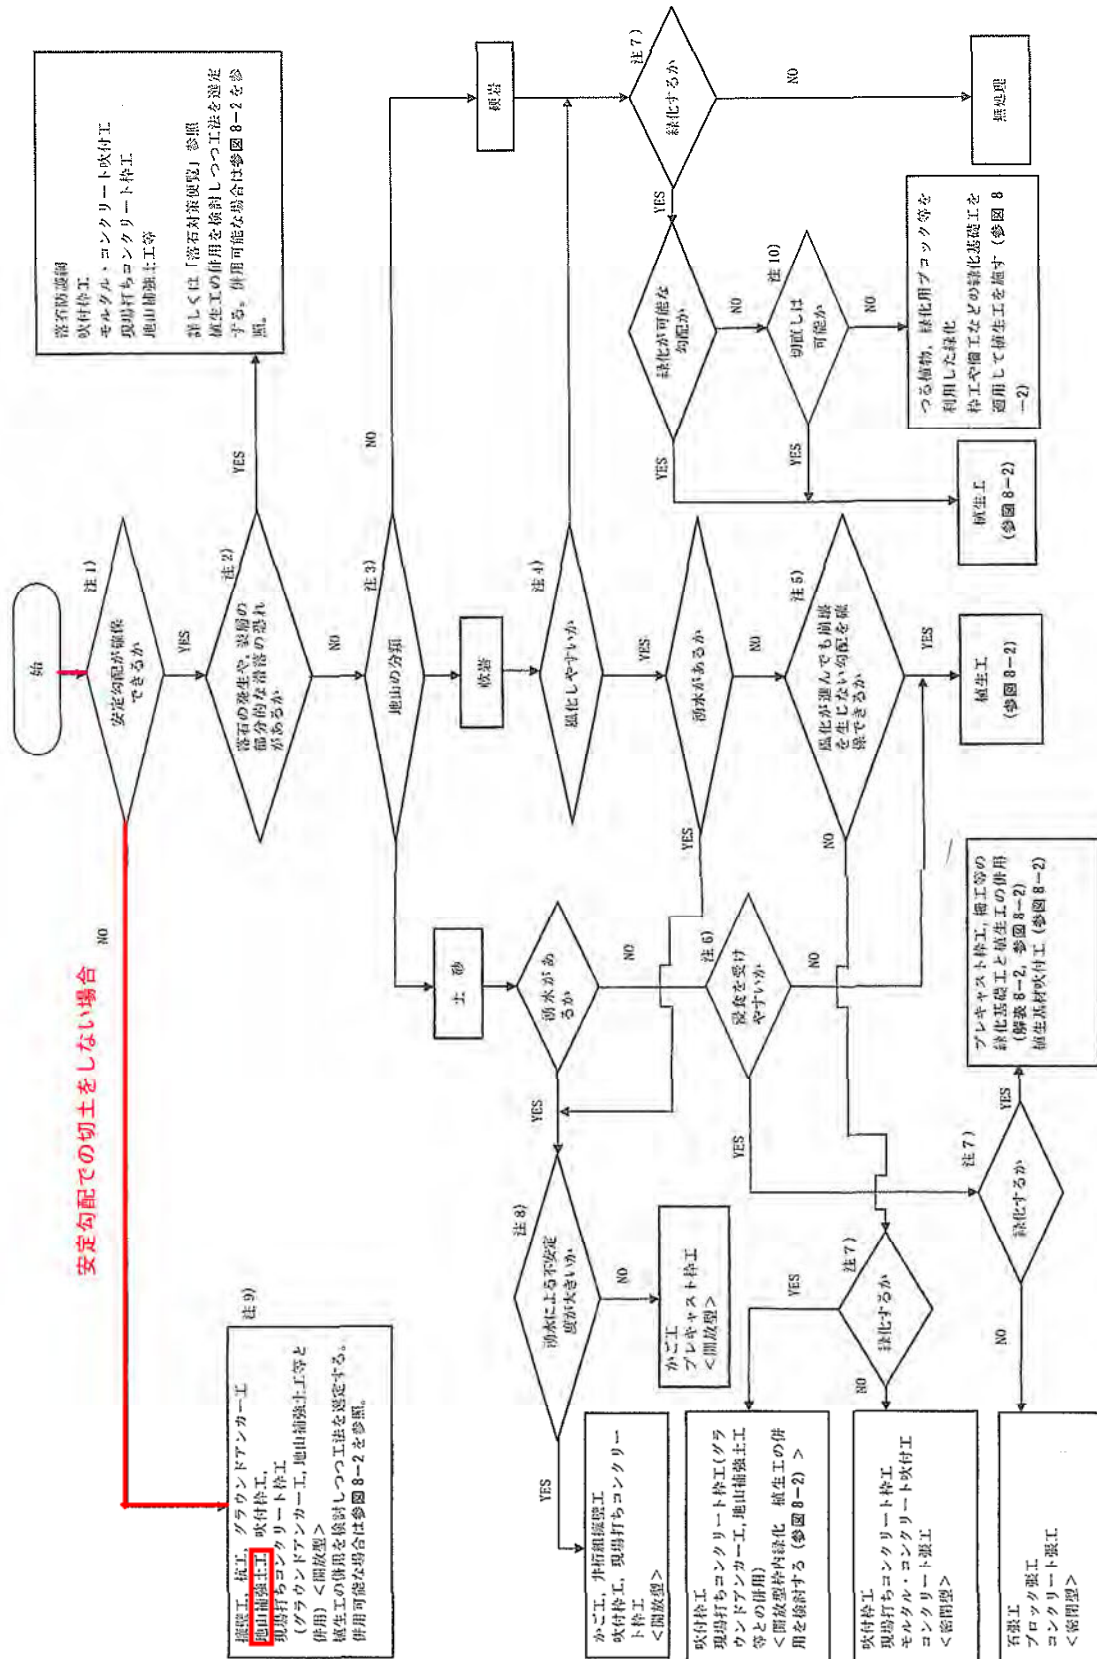 始
注1)
安定勾配が確保
できるか
NO
安定勾配での切土をしない場合
YES
注9)
擁壁工, 杭工, グラウンドアンカー工
地山補強土工, 吹付枠工,
現場打ちコンクリート枠工
(グラウンドアンカー工, 地山補強土工等と
併用) <開放型>
植生工の併用を検討しつつ工法を選定する。
併用可能な場合は参図8-2を参照。
注2)
落石の発生や, 表層の
部分的な滑落の恐れ
があるか
YES
落石防護網
吹付枠工
モルタル・コンクリート吹付工
現場打ちコンクリート枠工
地山補強土工等
詳しくは「落石対策便覧」参照
植生工の併用を検討しつつ工法を選定
する。併用可能な場合は参図8-2を参
照。
NO
注3)
地山の分類
NO
土 砂
軟岩
硬岩
湧水があ
るか
NO
YES
注4)
風化しやすいか
YES
注7)
緑化するか
NO
YES
無処理
注8)
湧水による不安定
度が大きいか
YES
NO
かご工, 井桁組擁壁工
吹付枠工, 現場打ちコンクリー
ト枠工
<開放型>
かご工
プレキャスト枠工
<開放型>
注6)
浸食を受け
やすいか
YES
NO
湧水があるか
YES
NO
緑化が可能な
勾配か
YES
NO
注10)
切直しは
可能か
YES
NO
つる植物, 緑化用ブロック等を
利用した緑化
枠工や柵工などの緑化基礎工を
適用して植生工を施す (参図8
-2)
植生工
(参図8-2)
注5)
風化が進んでも崩壊
を生じない勾配を確
保できるか
NO
YES
植生工
(参図8-2)
注7)
緑化するか
YES
NO
吹付枠工
現場打ちコンクリート枠工(グラ
ウンドアンカー工, 地山補強土工
等との併用)
<開放型枠内緑化 植生工の併
用を検討する (参図8-2) >
吹付枠工
現場打ちコンクリート枠工
モルタル・コンクリート吹付工
コンクリート張工
<密閉型>
注7)
緑化するか
YES
NO
プレキャスト枠工, 柵工等の
緑化基礎工と植生工の併用
(解表8-2, 参図8-2)
植生基材吹付工 (参図8-2)
石張工
ブロック張工
コンクリート張工
<密閉型>